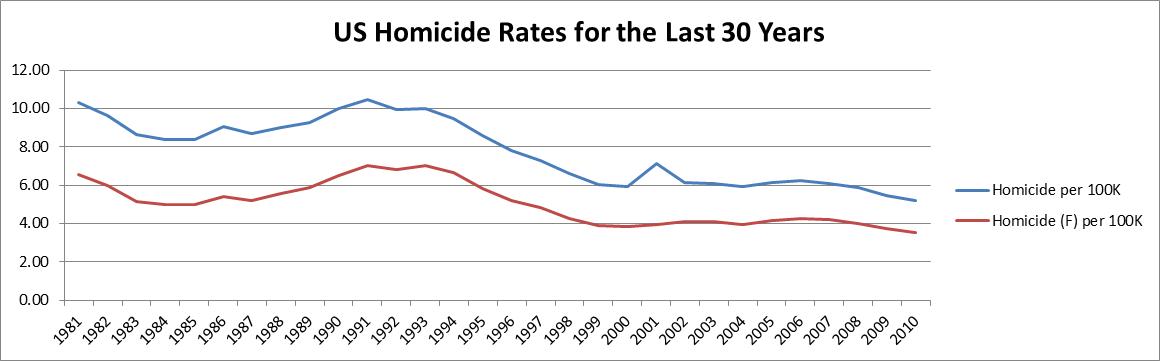 US Homicide Rates for the Last 30 Years
12.00
10.00
8.00
6.00
4.00
2.00
0.00
Homicide per 100K
Homicide (F) per 100K
1981 1982 1983 1984 1985 1986 1987 1988 1989 1990 1991 1992 1993 1994 1995 1996 1997 1998 1999 2000 2001 2002 2003 2004 2005 2006 2007 2008 2009 2010